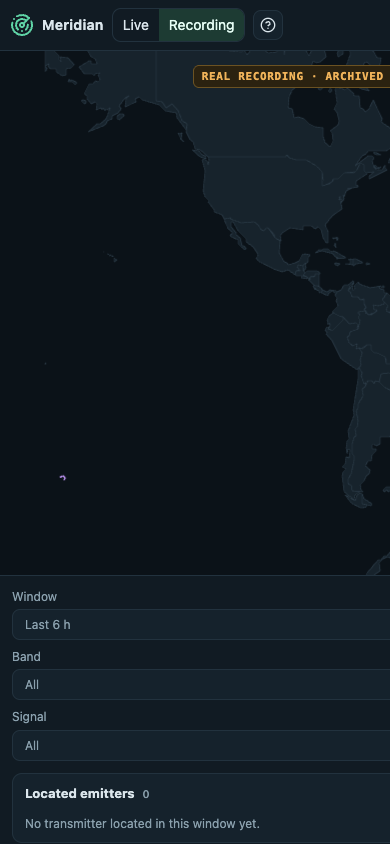 Meridian Live Recording
REAL RECORDING · ARCHIVED
Window
Last 6 h
Band
All
Signal
All
Located emitters 0
No transmitter located in this window yet.